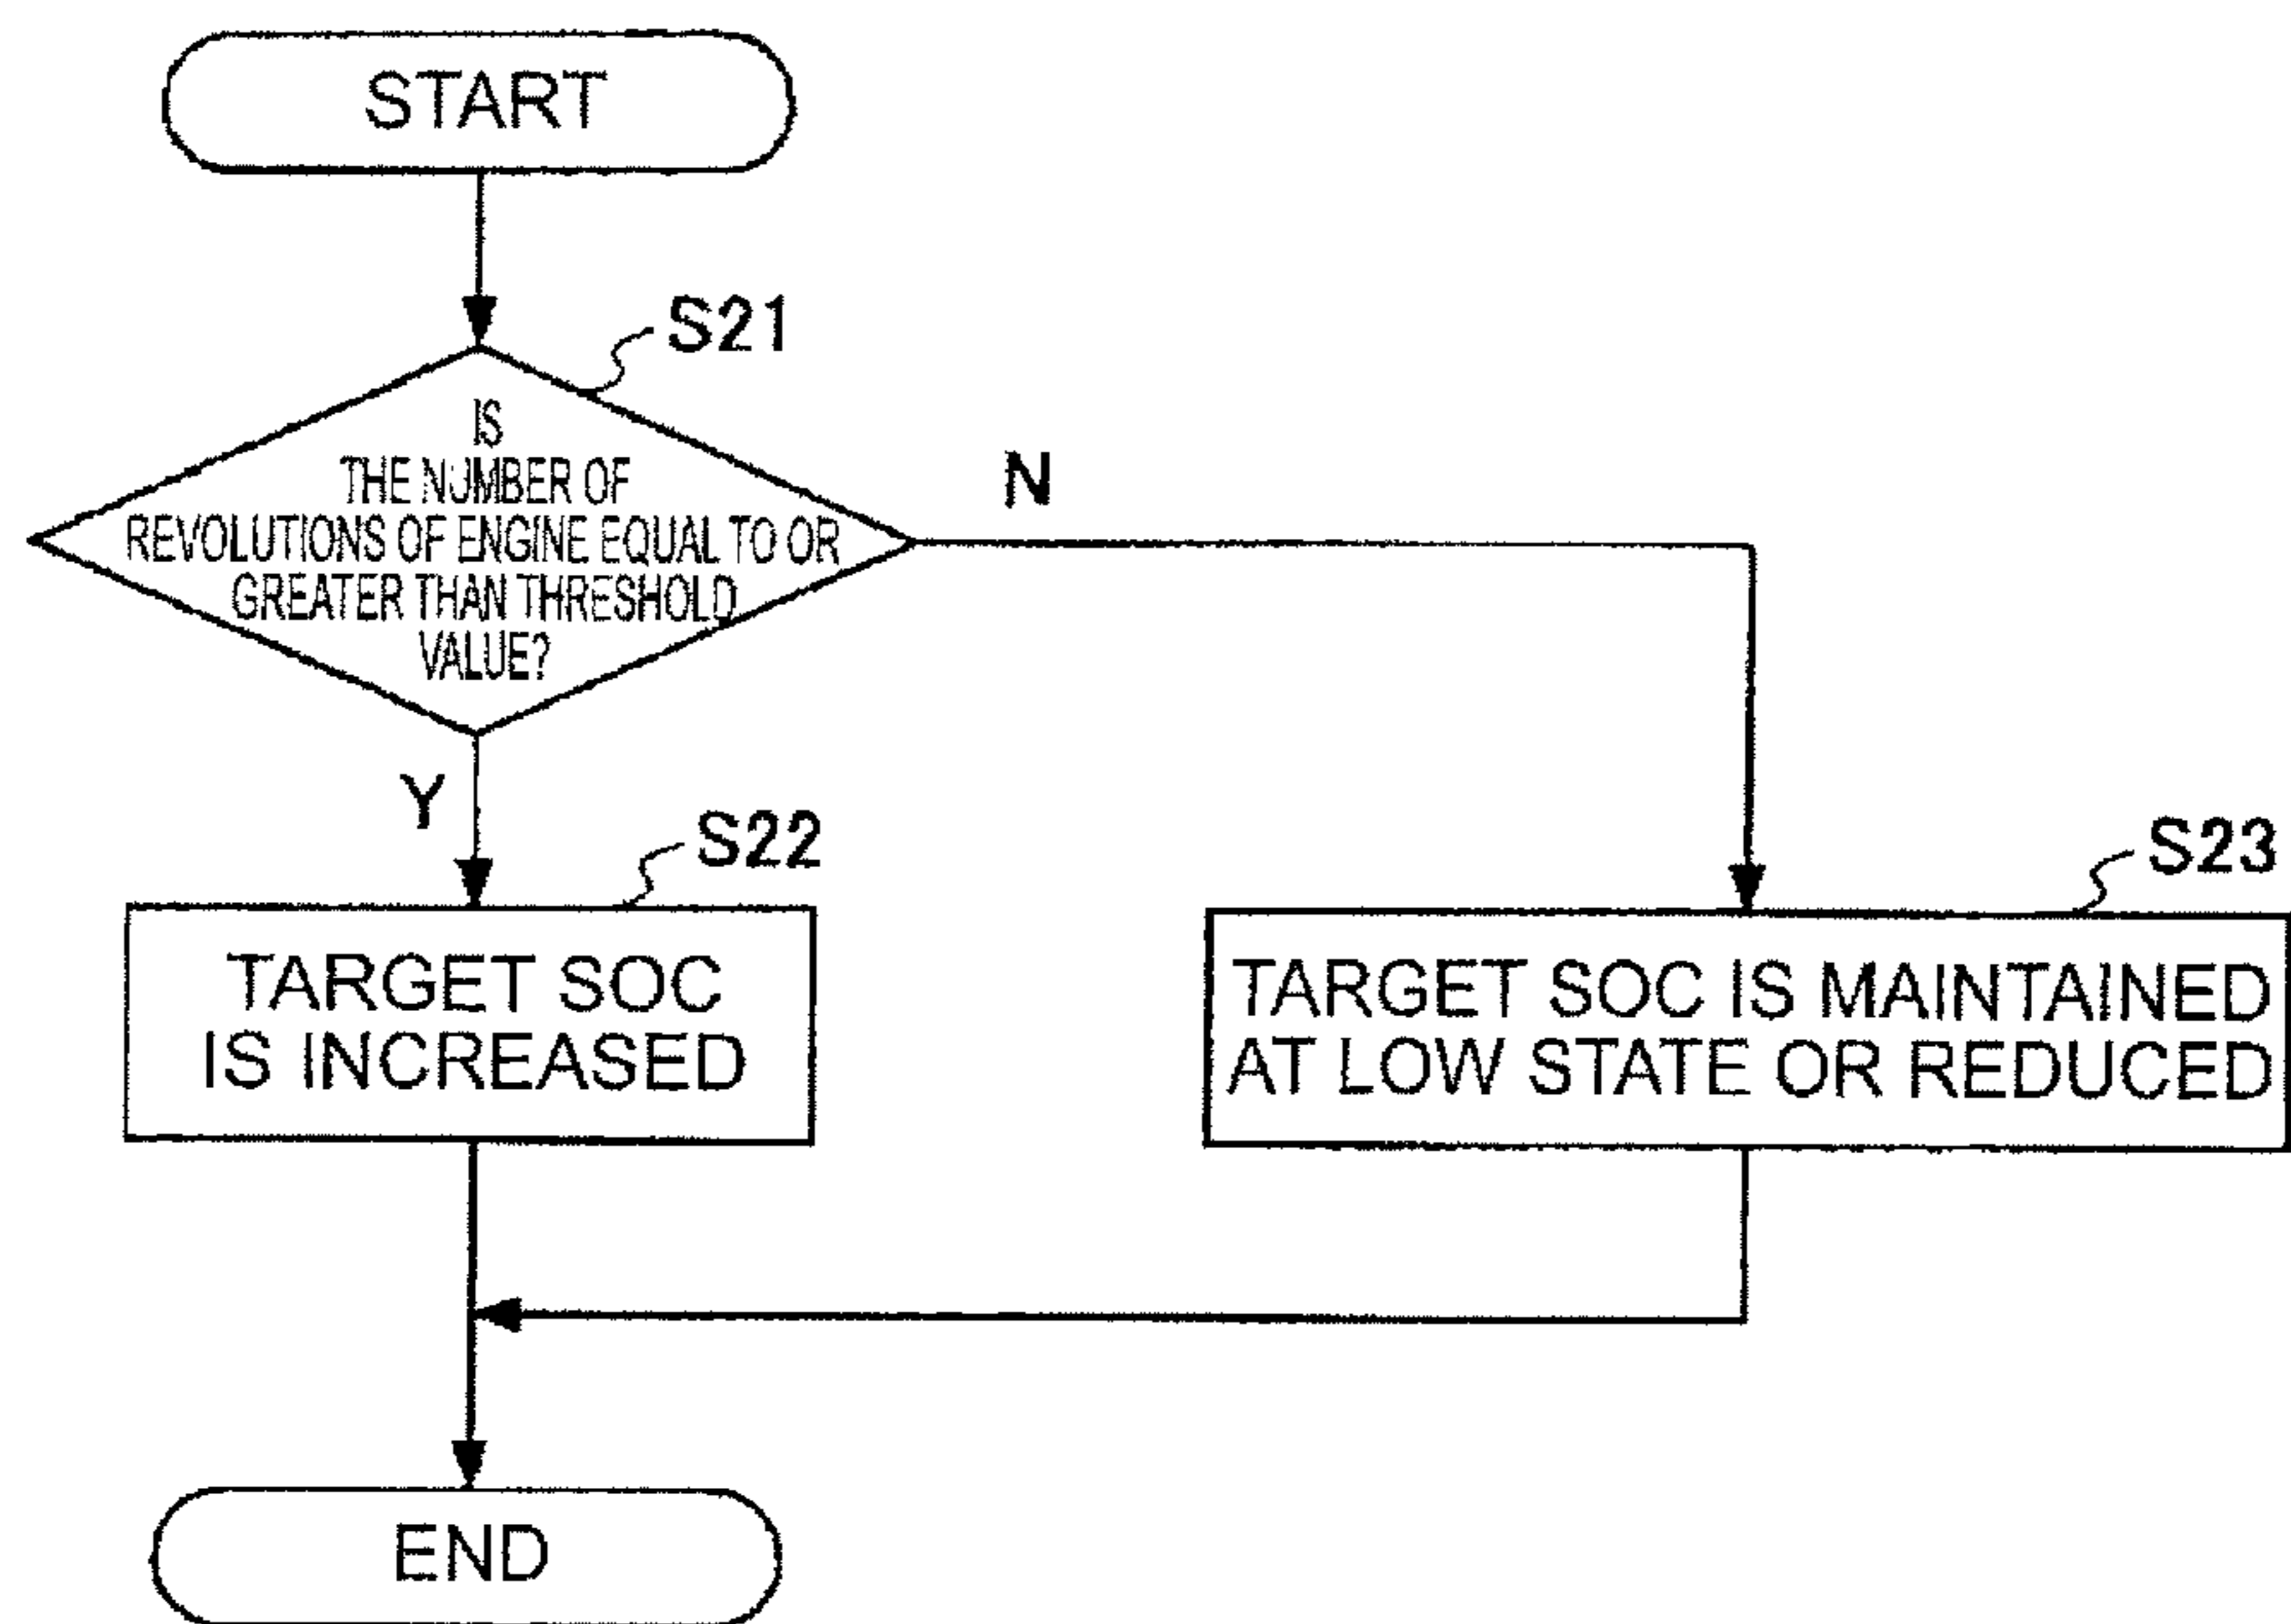 START
S21
IS
THE NUMBER OF
REVOLUTIONS OF ENGINE EQUAL TO OR
GREATER THAN THRESHOLD
VALUE?
N
Y
S22
TARGET SOC
IS INCREASED
S23
TARGET SOC IS MAINTAINED
AT LOW STATE OR REDUCED
END